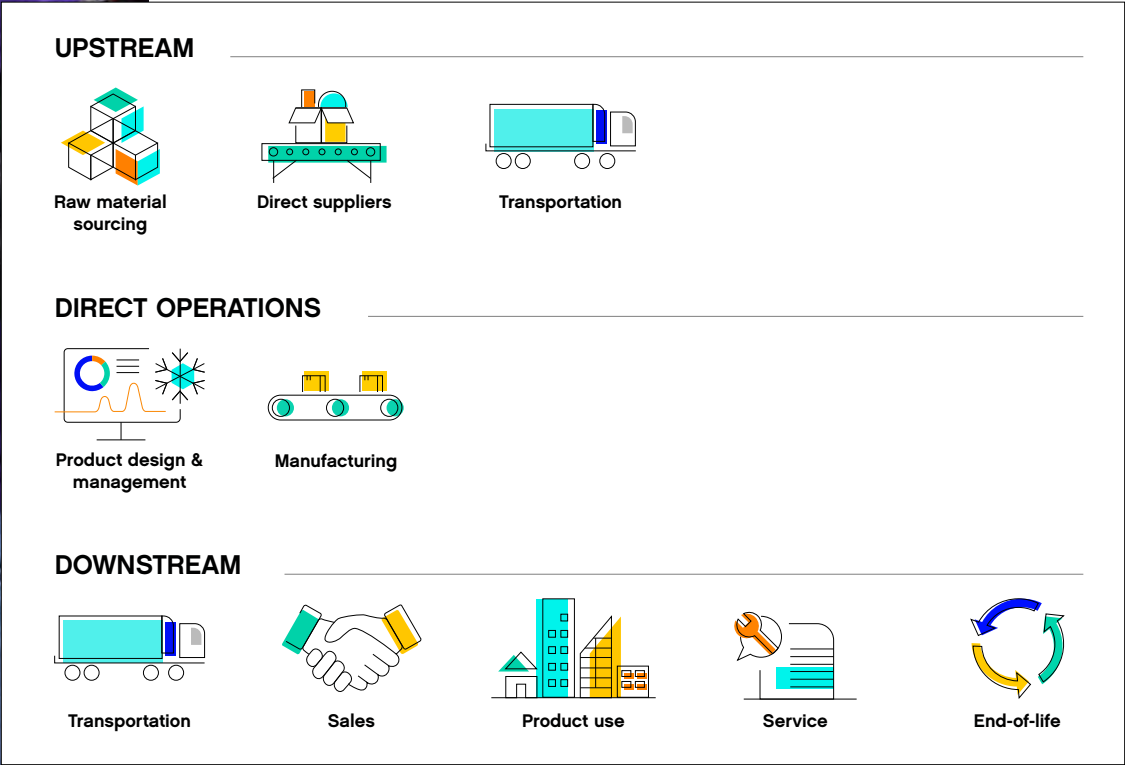 UPSTREAM
Raw material
sourcing
Direct suppliers
Transportation
DIRECT OPERATIONS
Product design &
management
Manufacturing
DOWNSTREAM
Transportation
Sales
Product use
Service
End-of-life